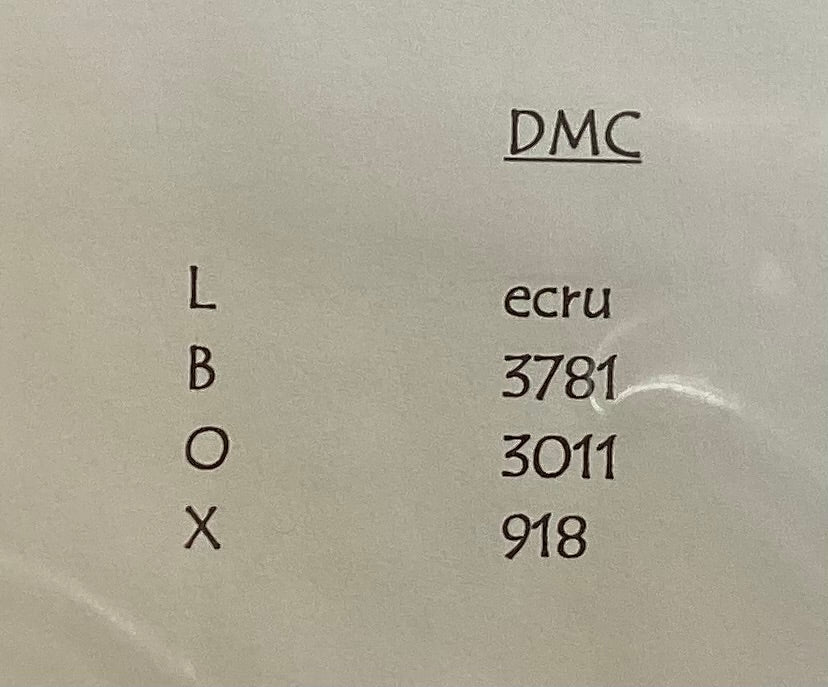 DMC
L ecru
B 3781
O 3011
X 918